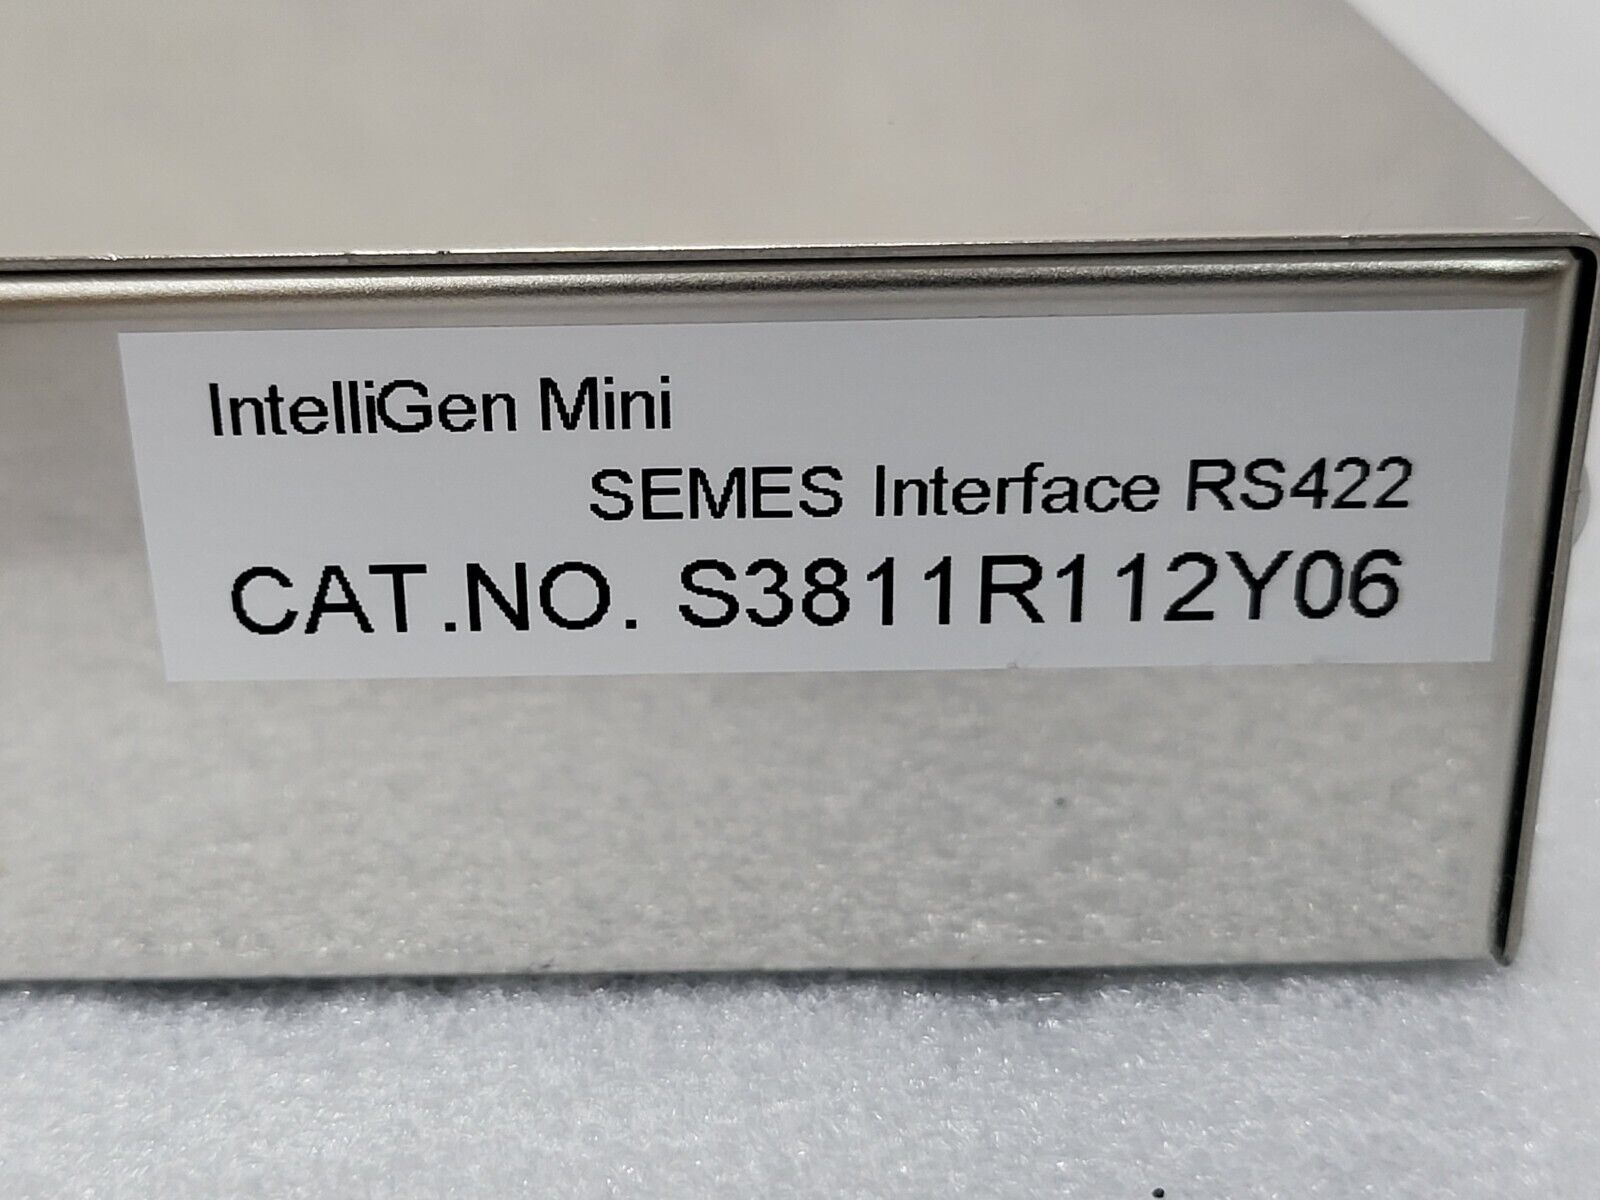 IntelliGen Mini
SEMES Interface RS422
CAT.NO. S3811R112Y06